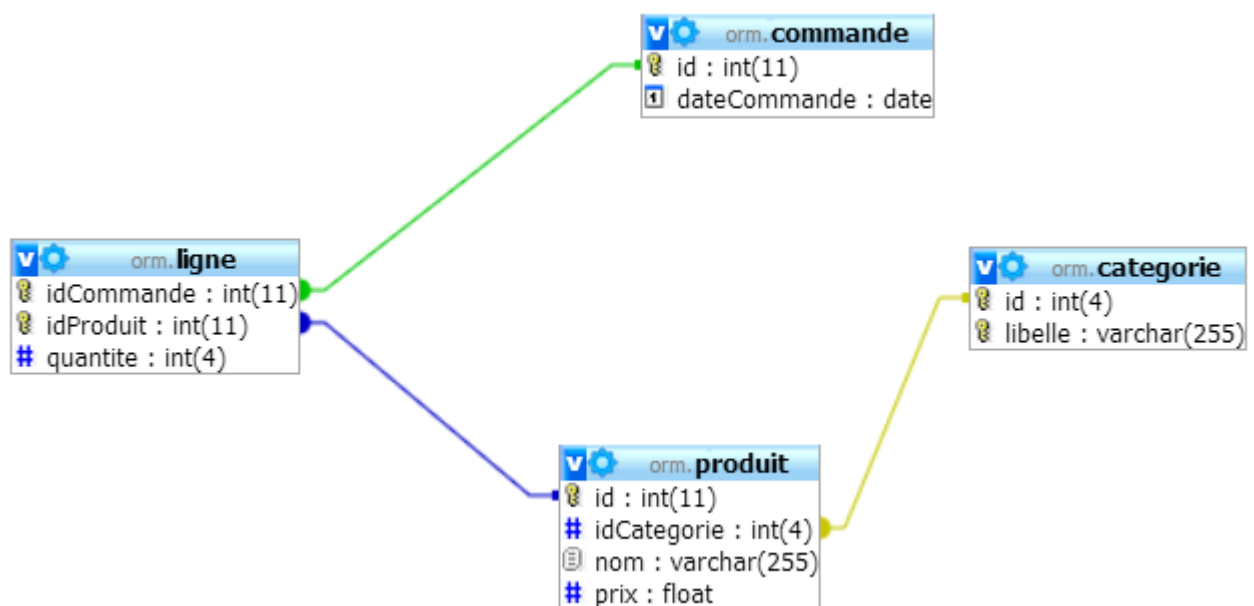 orm.commande
id : int(11)
dateCommande : date
orm.ligne
idCommande : int(11)
idProduit : int(11)
# quantite : int(4)
orm.categorie
id : int(4)
libelle : varchar(255)
orm.produit
id : int(11)
# idCategorie : int(4)
nom : varchar(255)
# prix : float